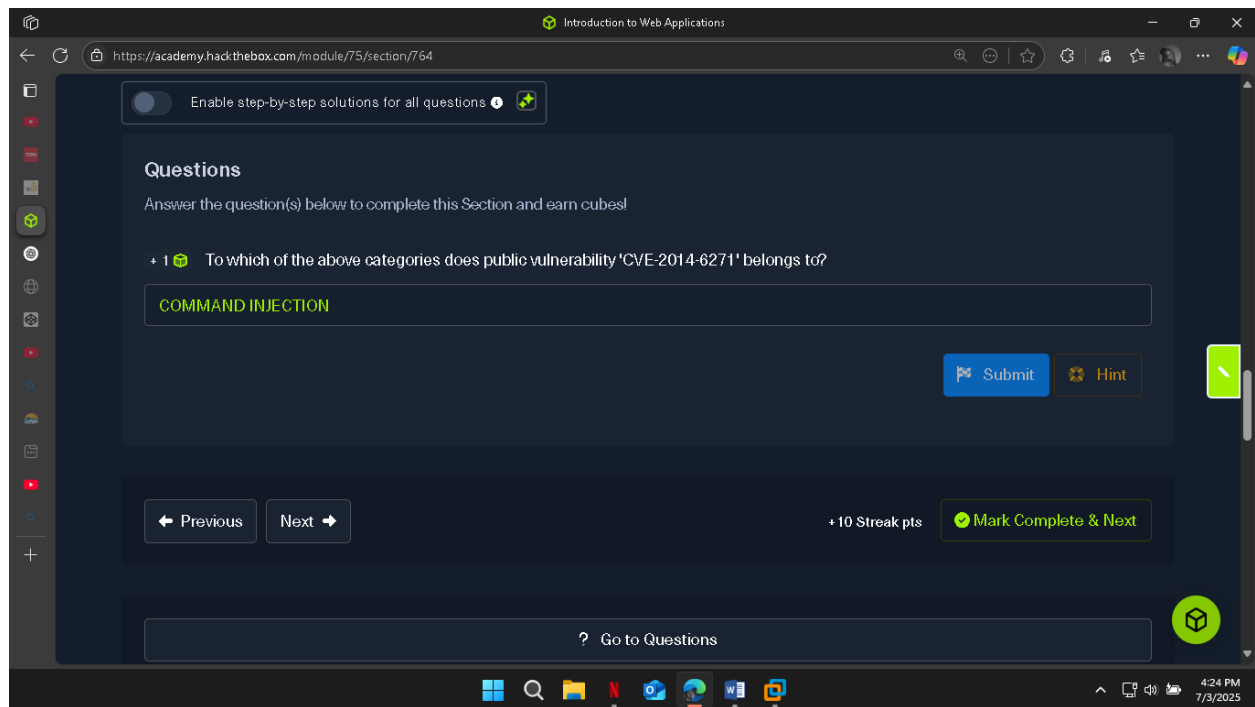 Introduction to Web Applications
https://academy.hackthebox.com/module/75/section/764
Enable step-by-step solutions for all questions
Questions
Answer the question(s) below to complete this Section and earn cubes!
+ 1 To which of the above categories does public vulnerability 'CVE-2014-6271' belongs to?
COMMAND INJECTION
Submit Hint
Previous Next +10 Streak pts Mark Complete & Next
? Go to Questions
4:24 PM
7/3/2025